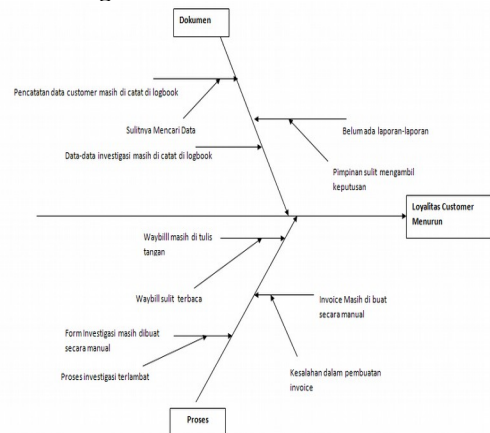 Dokumen
Pencatatan data customer masih di catat di logbook
Sulitnya Mencari Data
Belum ada laporan-laporan
Data-data investigasi masih di catat di logbook
Pimpinan sulit mengambil
keputusan
Loyalitas Customer
Menurun
Waybilll masih di tulis
tangan
Waybill sulit terbaca
Invoice Masih di buat
secara manual
Form Investigasi masih dibuat
secara manual
Proses investigasi terlambat
Kesalahan dalam pembuatan
invoice
Proses